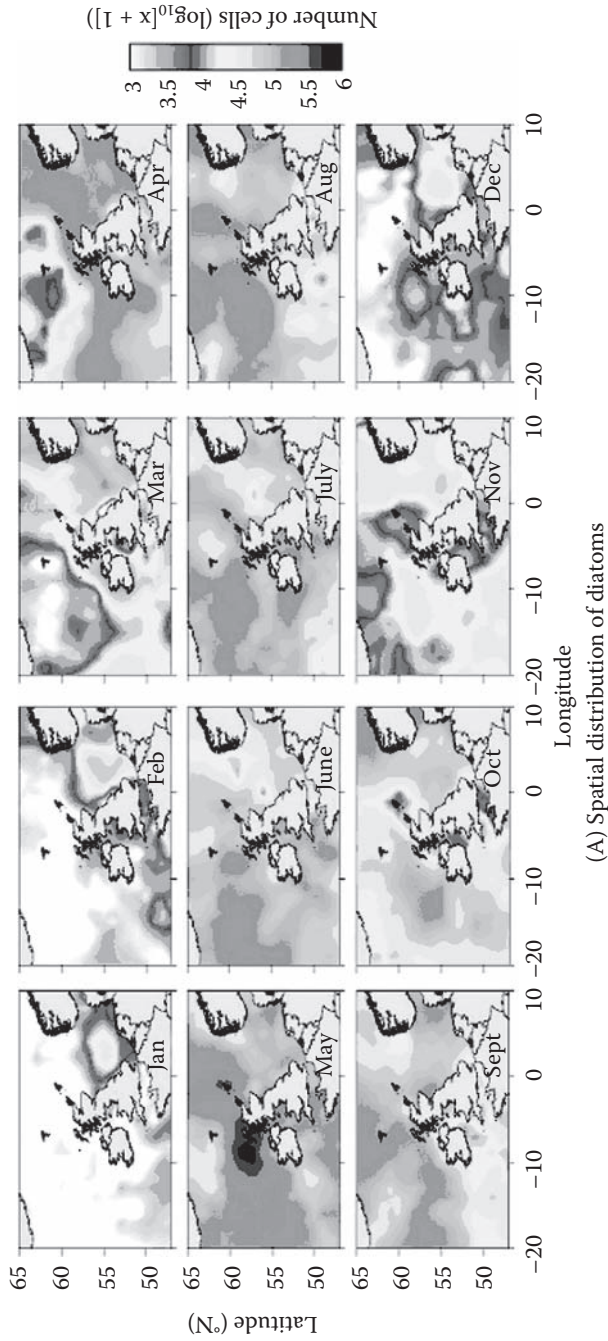 Number of cells (log10[x + 1])
3
3.5
4
4.5
5
5.5
6
65
60
55
50
Jan
Feb
Mar
Apr
65
60
55
50
May
June
July
Aug
65
60
55
50
Sept
Oct
Nov
Dec
Latitude (°N)
−20 −10 0 10
−20 −10 0 10
−20 −10 0 10
−20 −10 0 10
Longitude
(A) Spatial distribution of diatoms